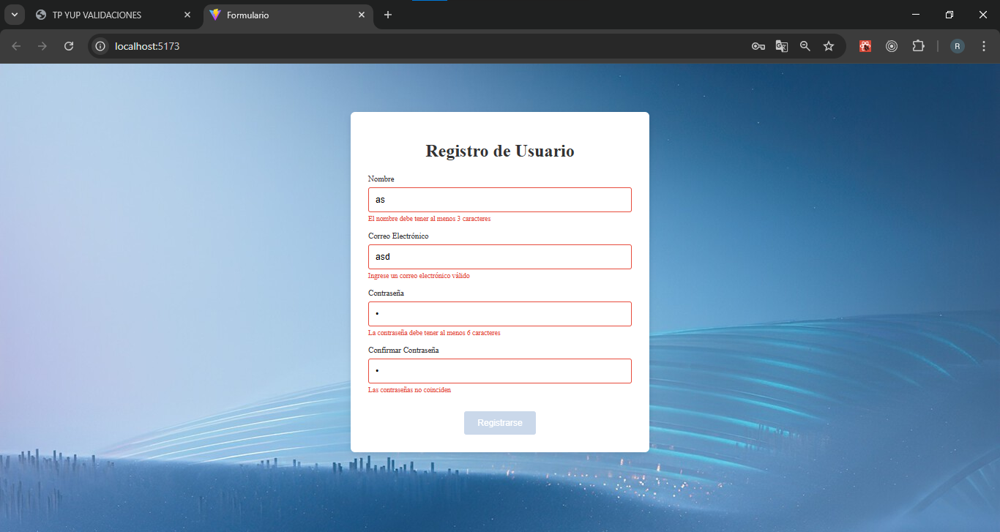 TP YUP VALIDACIONES
Formulario
localhost:5173
R
Registro de Usuario
Nombre
as
El nombre debe tener al menos 3 caracteres
Correo Electrónico
asd
Ingrese un correo electrónico válido
Contraseña
•
La contraseña debe tener al menos 6 caracteres
Confirmar Contraseña
•
Las contraseñas no coinciden
Registrarse